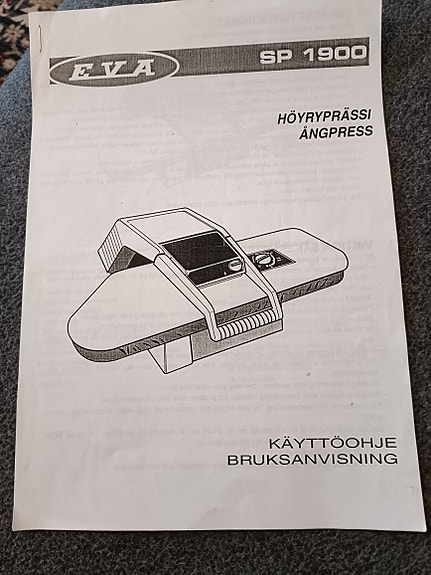 EVA
SP 1900
HÖYRYPRÄSSI
ÅNGPRESS
KÄYTTÖOHJE
BRUKSANVISNING